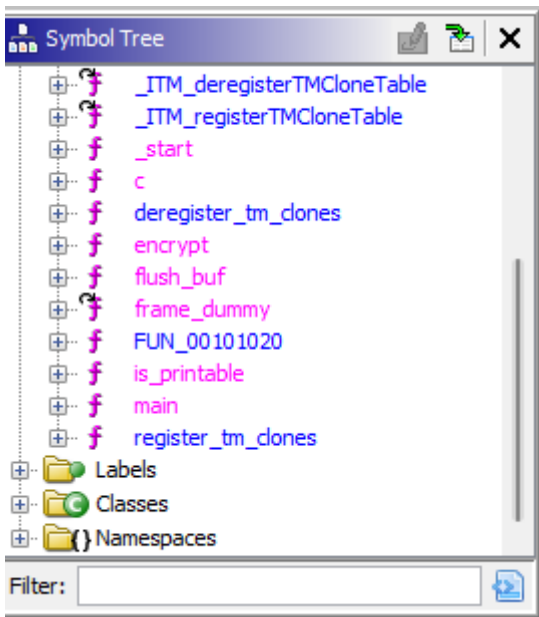 Symbol Tree
_ITM_deregisterTMCloneTable
_ITM_registerTMCloneTable
_start
c
deregister_tm_clones
encrypt
flush_buf
frame_dummy
FUN_00101020
is_printable
main
register_tm_clones
Labels
Classes
Namespaces
Filter: